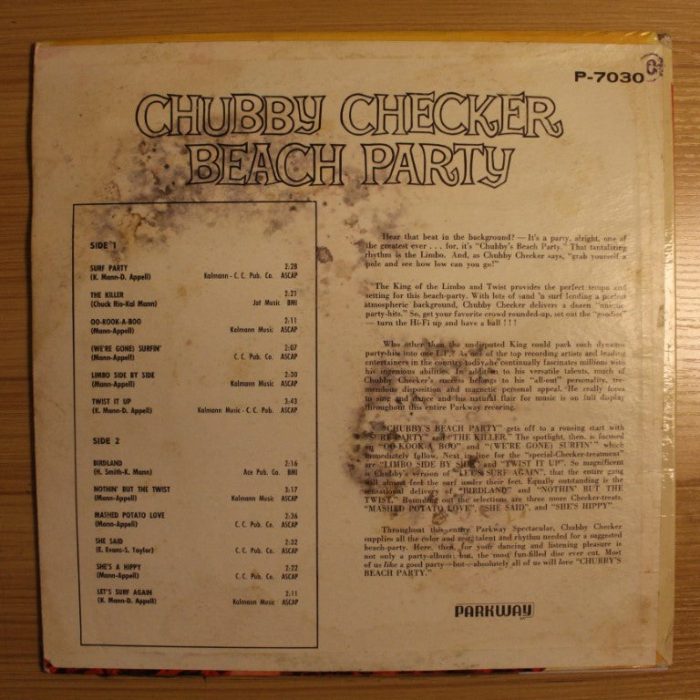 P-7030
CHUBBY CHECKER
BEACH PARTY
SIDE 1
SURF PARTY 2:28
(K. Mann-D. Appell) Kalmann - C. C. Pub. Co. ASCAP
THE KILLER 2:21
(Chuck Rio-Kal Mann) Jat Music BMI
OO-KOOK-A-BOO 2:11
(Mann-Appell) Kalmann Music ASCAP
(WE'RE GONE) SURFIN' 2:07
(Mann-Appell) C. C. Pub. Co. ASCAP
LIMBO SIDE BY SIDE 2:20
(Mann-Appell) Kalmann Music ASCAP
TWIST IT UP 3:43
(K. Mann-D. Appell) Kalmann Music - C. C. Pub. ASCAP
SIDE 2
BIRDLAND 2:16
(H. Smith-K. Mann) Ace Pub. Co. BMI
NOTHIN' BUT THE TWIST 3:17
(Mann-Appell) Kalmann Music ASCAP
MASHED POTATO LOVE 2:36
(Mann-Appell) C. C. Pub. Co. ASCAP
SHE SAID 2:32
(E. Evans-S. Taylor) C. C. Pub. Co. ASCAP
SHE'S A HIPPY 2:22
(Mann-Appell) C. C. Pub. Co. ASCAP
LET'S SURF AGAIN 2:11
(K. Mann-D. Appell) Kalmann Music ASCAP
Hear that beat in the background? — It's a party, alright, one of
the greatest ever . . . for, it's "Chubby's Beach Party." That tantalizing
rhythm is the Limbo. And, as Chubby Checker says, "grab yourself a
pole and see how low can you go!"
The King of the Limbo and Twist provides the perfect tempo and
setting for this beach-party. With lots of sand 'n surf lending a perfect
atmospheric background, Chubby Checker delivers a dozen "arctic
party-hits." So, get your favorite crowd rounded-up, set out the "goodies"
— turn the Hi-Fi up and have a ball ! ! !
Who other than the undisputed King could park such dynamic
party-hits into one L.P.? As one of the top recording artists and leading
entertainers in the country today, he continually fascinates millions with
his ingenious abilities. In addition to his versatile talents, much of
Chubby Checker's success belongs to his "all-out" personality, tre-
mendous disposition and magnetic personal appeal. He really loves
to sing and dance and his natural flair for music is on full display
throughout this entire Parkway recoring.
"CHUBBY'S BEACH PARTY" gets off to a rousing start with
"SURF PARTY" and "THE KILLER." The spotlight, then, is focused
on "OO-KOOK A BOO" and "(WE'RE GONE) SURFIN'" which
immediately follow. Next in line for the "special-Checker-treatment"
are "LIMBO SIDE BY SIDE" and "TWIST IT UP". So magnificent
is Chubby's version of "LET'S SURF AGAIN", that the entire gang
will almost feel the surf under their feet. Equally outstanding is the
sensational delivery of "BIRDLAND" and "NOTHIN' BUT THE
TWIST." Rounding out the selections are three more Checker-treats,
"MASHED POTATO LOVE", "SHE SAID", and "SHE'S HIPPY".
Throughout this entire Parkway Spectacular, Chubby Checker
supplies all the color and real talent and rhythm needed for a suggested
beach-party. Here, then, for your dancing and listening pleasure is
not only a party-album but, the most fun-filled disc ever cut. Most
of us like a good party—but—absolutely all of us will love "CHUBBY'S
BEACH PARTY."
PARKWAY